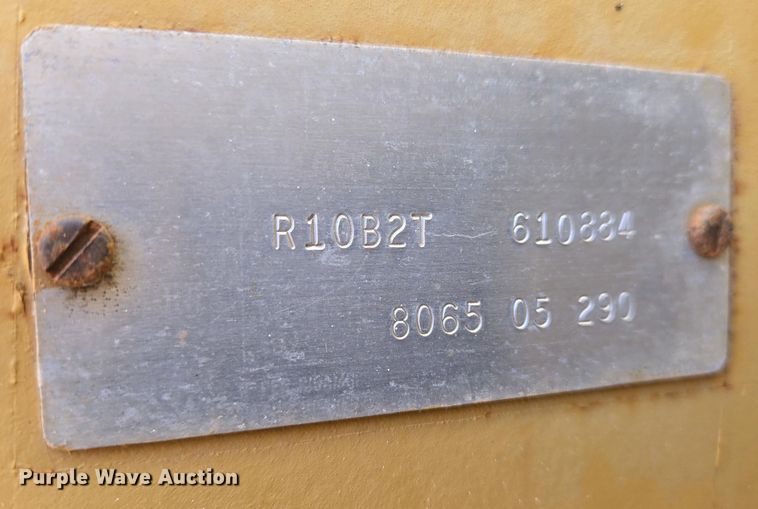 R10B2T 610884
8065 05 290
Purple Wave Auction